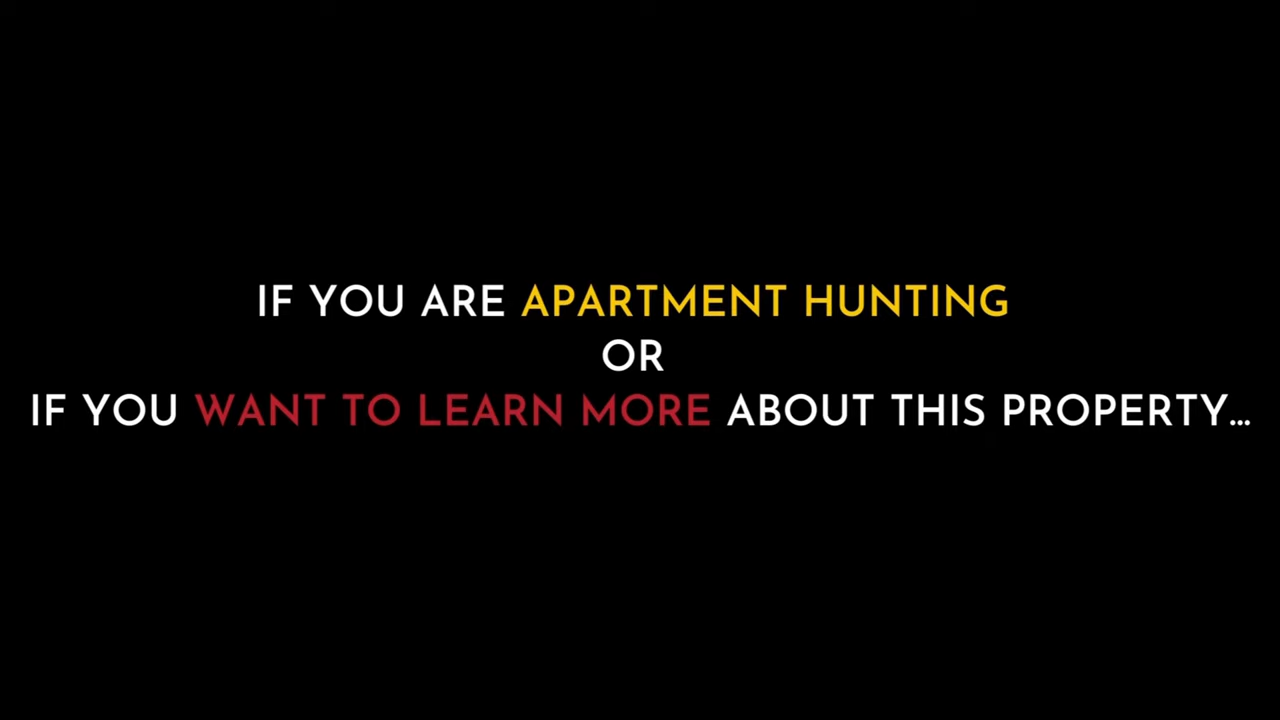 IF YOU ARE APARTMENT HUNTING
OR
IF YOU WANT TO LEARN MORE ABOUT THIS PROPERTY...